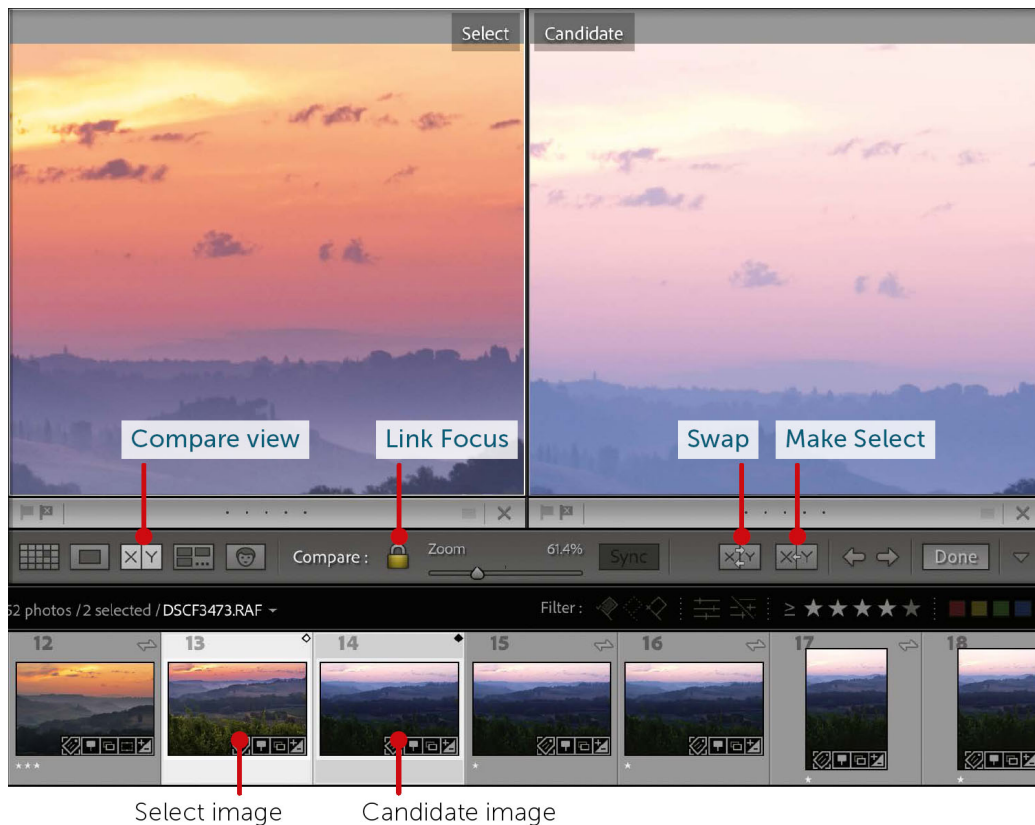 Select
Candidate
Compare view
Link Focus
Swap
Make Select
X Y
Compare :
Zoom
61.4%
Sync
X Y
X Y
Done
52 photos / 2 selected / DSCF3473.RAF
Filter :
≥ ★★★★★
12
13
14
15
16
17
18
★★★
★
★
★
★
Select image
Candidate image